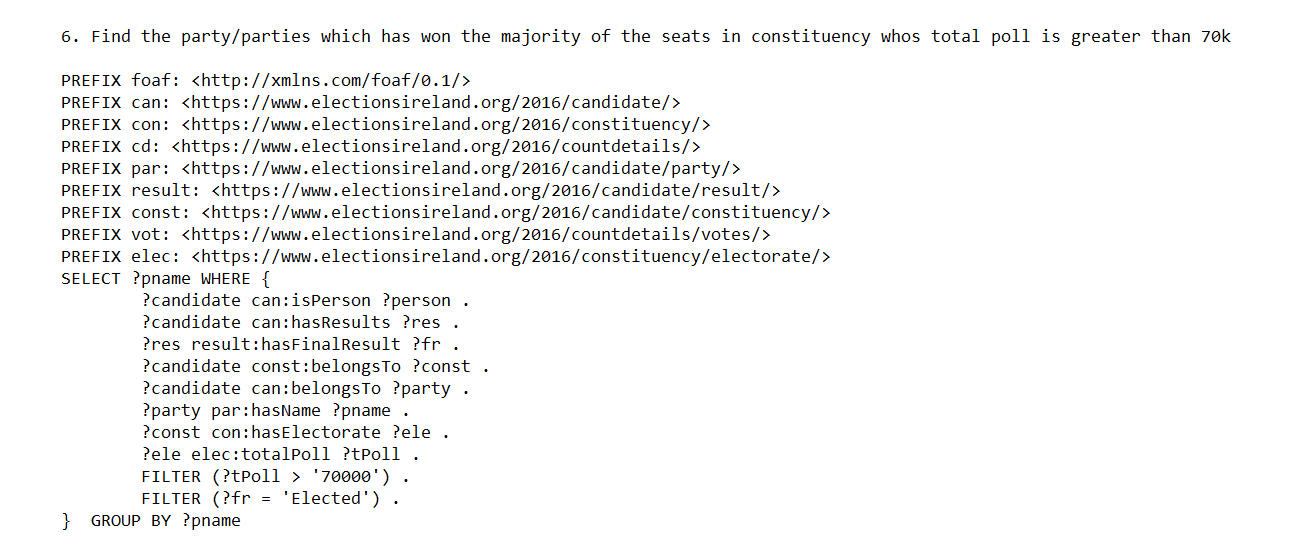 6. Find the party/parties which has won the majority of the seats in constituency whos total poll is greater than 70k
PREFIX foaf: <http://xmlns.com/foaf/0.1/>
PREFIX can: <https://www.electionsireland.org/2016/candidate/>
PREFIX con: <https://www.electionsireland.org/2016/constituency/>
PREFIX cd: <https://www.electionsireland.org/2016/countdetails/>
PREFIX par: <https://www.electionsireland.org/2016/candidate/party/>
PREFIX result: <https://www.electionsireland.org/2016/candidate/result/>
PREFIX const: <https://www.electionsireland.org/2016/candidate/constituency/>
PREFIX vot: <https://www.electionsireland.org/2016/countdetails/votes/>
PREFIX elec: <https://www.electionsireland.org/2016/constituency/electorate/>
SELECT ?pname WHERE {
        ?candidate can:isPerson ?person .
        ?candidate can:hasResults ?res .
        ?res result:hasFinalResult ?fr .
        ?candidate const:belongsTo ?const .
        ?candidate can:belongsTo ?party .
        ?party par:hasName ?pname .
        ?const con:hasElectorate ?ele .
        ?ele elec:totalPoll ?tPoll .
        FILTER (?tPoll > '70000') .
        FILTER (?fr = 'Elected') .
}  GROUP BY ?pname